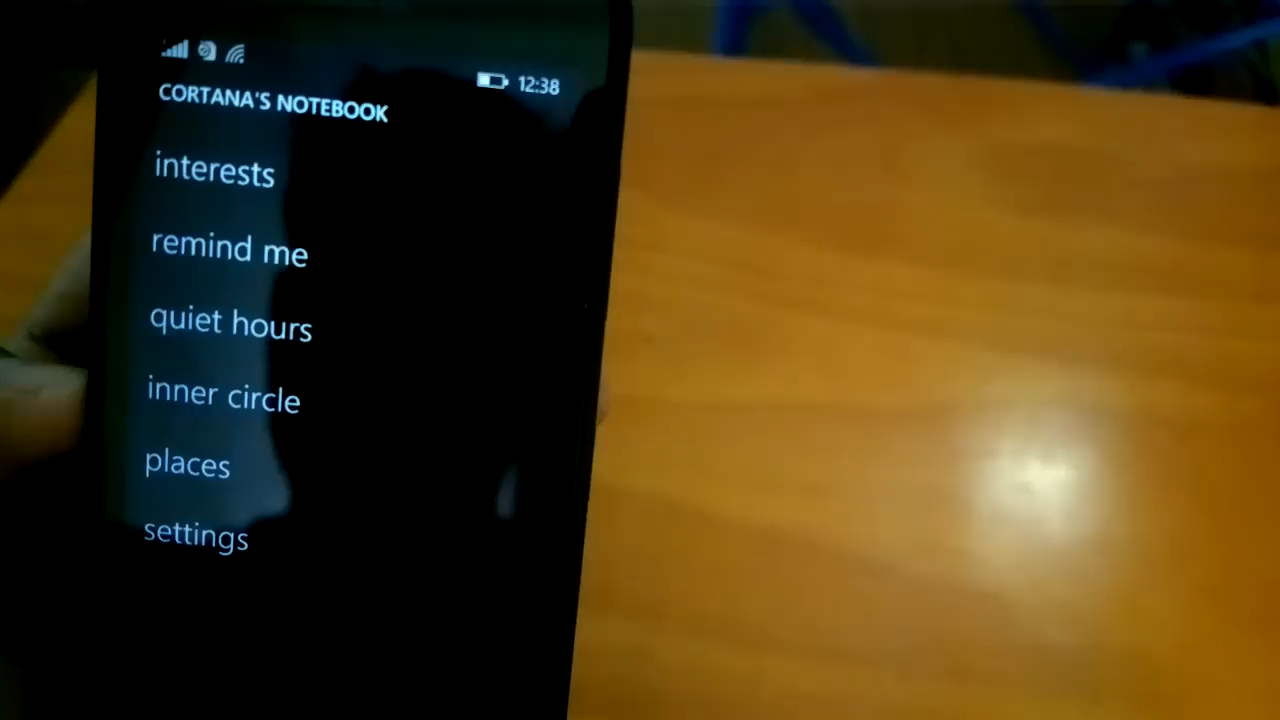 12:38
CORTANA'S NOTEBOOK
interests
remind me
quiet hours
inner circle
places
settings